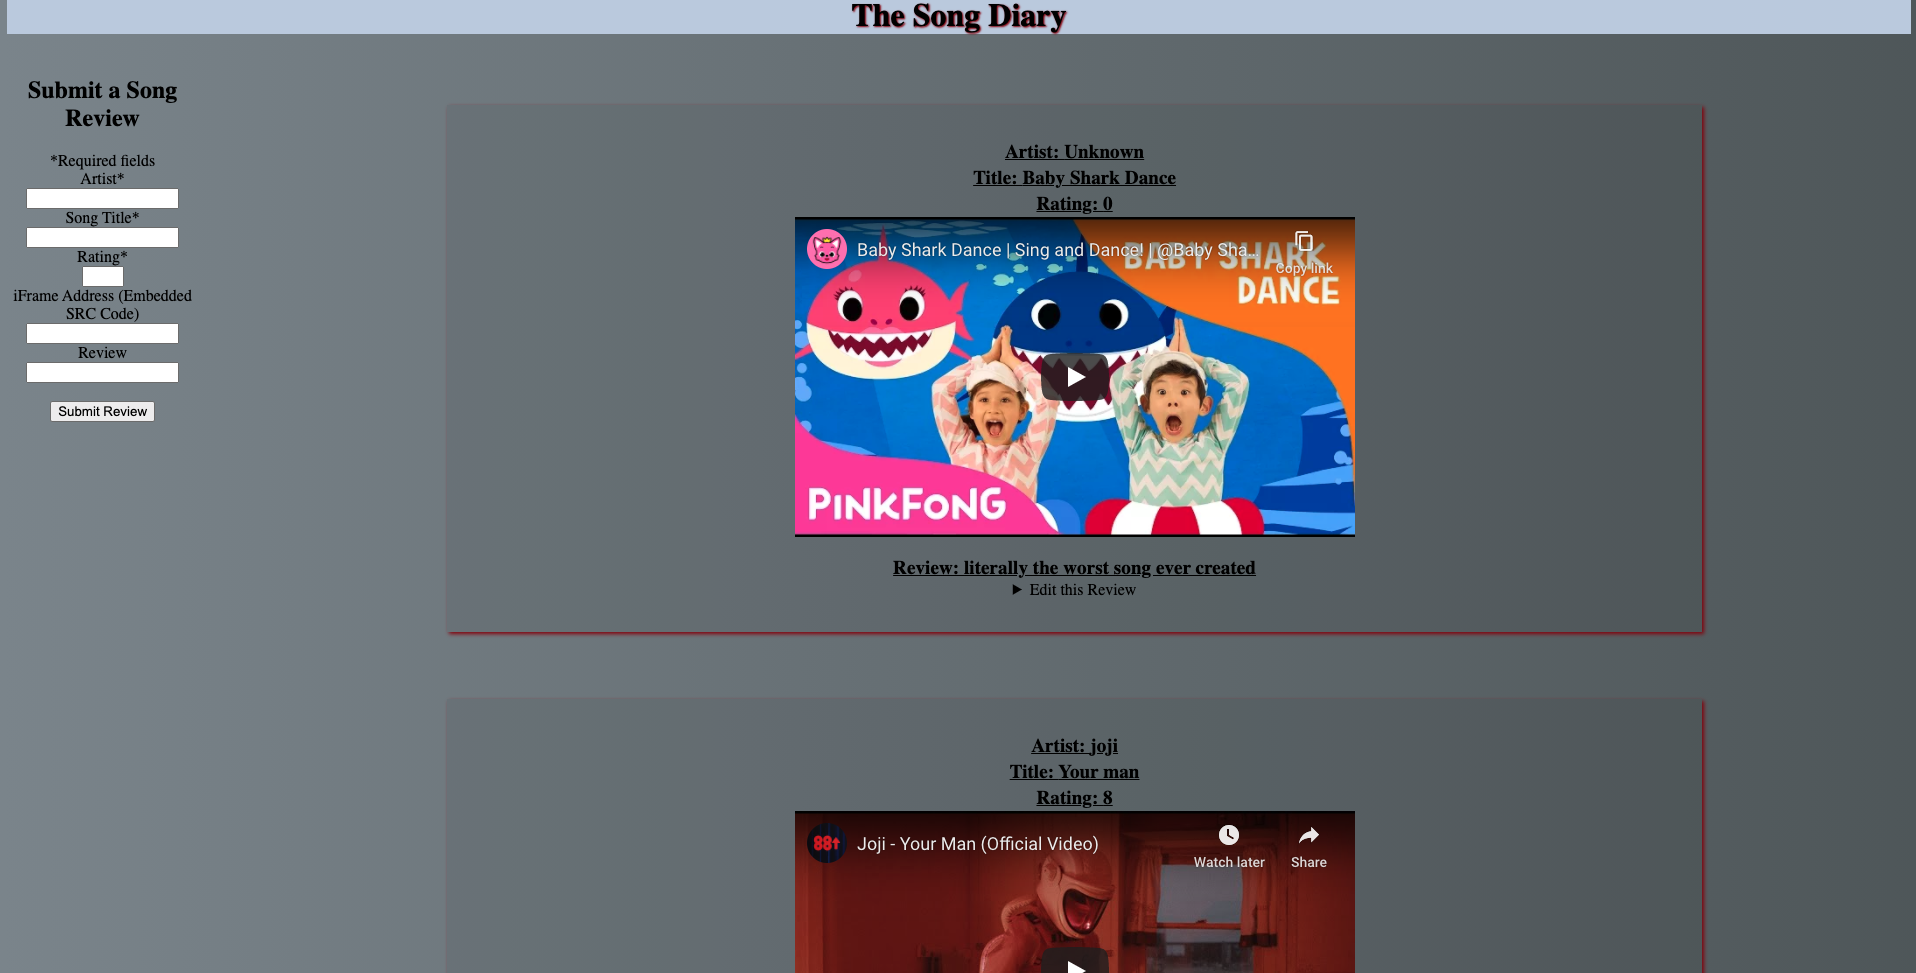 The Song Diary
Submit a Song
Review
*Required fields
Artist*
Song Title*
Rating*
iFrame Address (Embedded
SRC Code)
Review
Submit Review
Artist: Unknown
Title: Baby Shark Dance
Rating: 0
Baby Shark Dance | Sing and Dance! | @Baby Sha...
Copy link
BABY SHARK
DANCE
PINKFONG
Review: literally the worst song ever created
Edit this Review
Artist: joji
Title: Your man
Rating: 8
88↑
Joji - Your Man (Official Video)
Watch later
Share